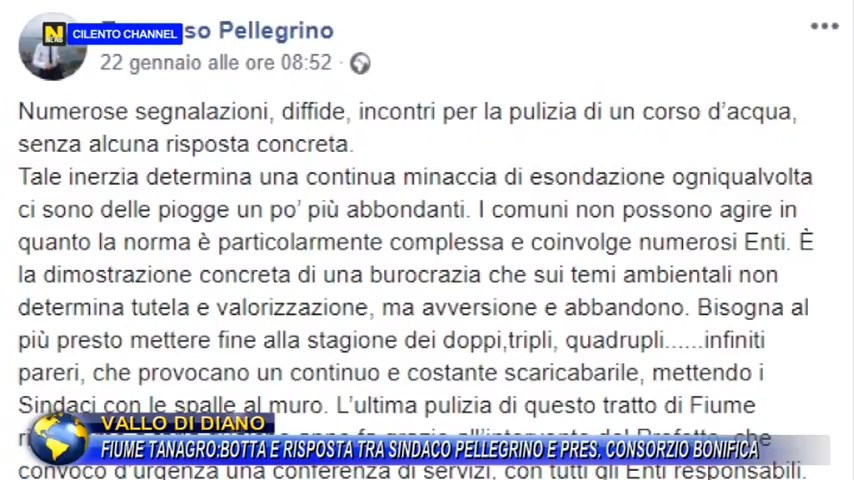 CILENTO CHANNEL
so Pellegrino
22 gennaio alle ore 08:52 ·
Numerose segnalazioni, diffide, incontri per la pulizia di un corso d'acqua,
senza alcuna risposta concreta.
Tale inerzia determina una continua minaccia di esondazione ogniqualvolta
ci sono delle piogge un po' più abbondanti. I comuni non possono agire in
quanto la norma è particolarmente complessa e coinvolge numerosi Enti. È
la dimostrazione concreta di una burocrazia che sui temi ambientali non
determina tutela e valorizzazione, ma avversione e abbandono. Bisogna al
più presto mettere fine alla stagione dei doppi,tripli, quadrupli......infiniti
pareri, che provocano un continuo e costante scaricabarile, mettendo i
Sindaci con le spalle al muro. L'ultima pulizia di questo tratto di Fiume
VALLO DI DIANO
che
FIUME TANAGRO:BOTTA E RISPOSTA TRA SINDACO PELLEGRINO E PRES. CONSORZIO BONIFICA
convocò d'urgenza una conferenza di servizi, con tutti gli Enti responsabili.